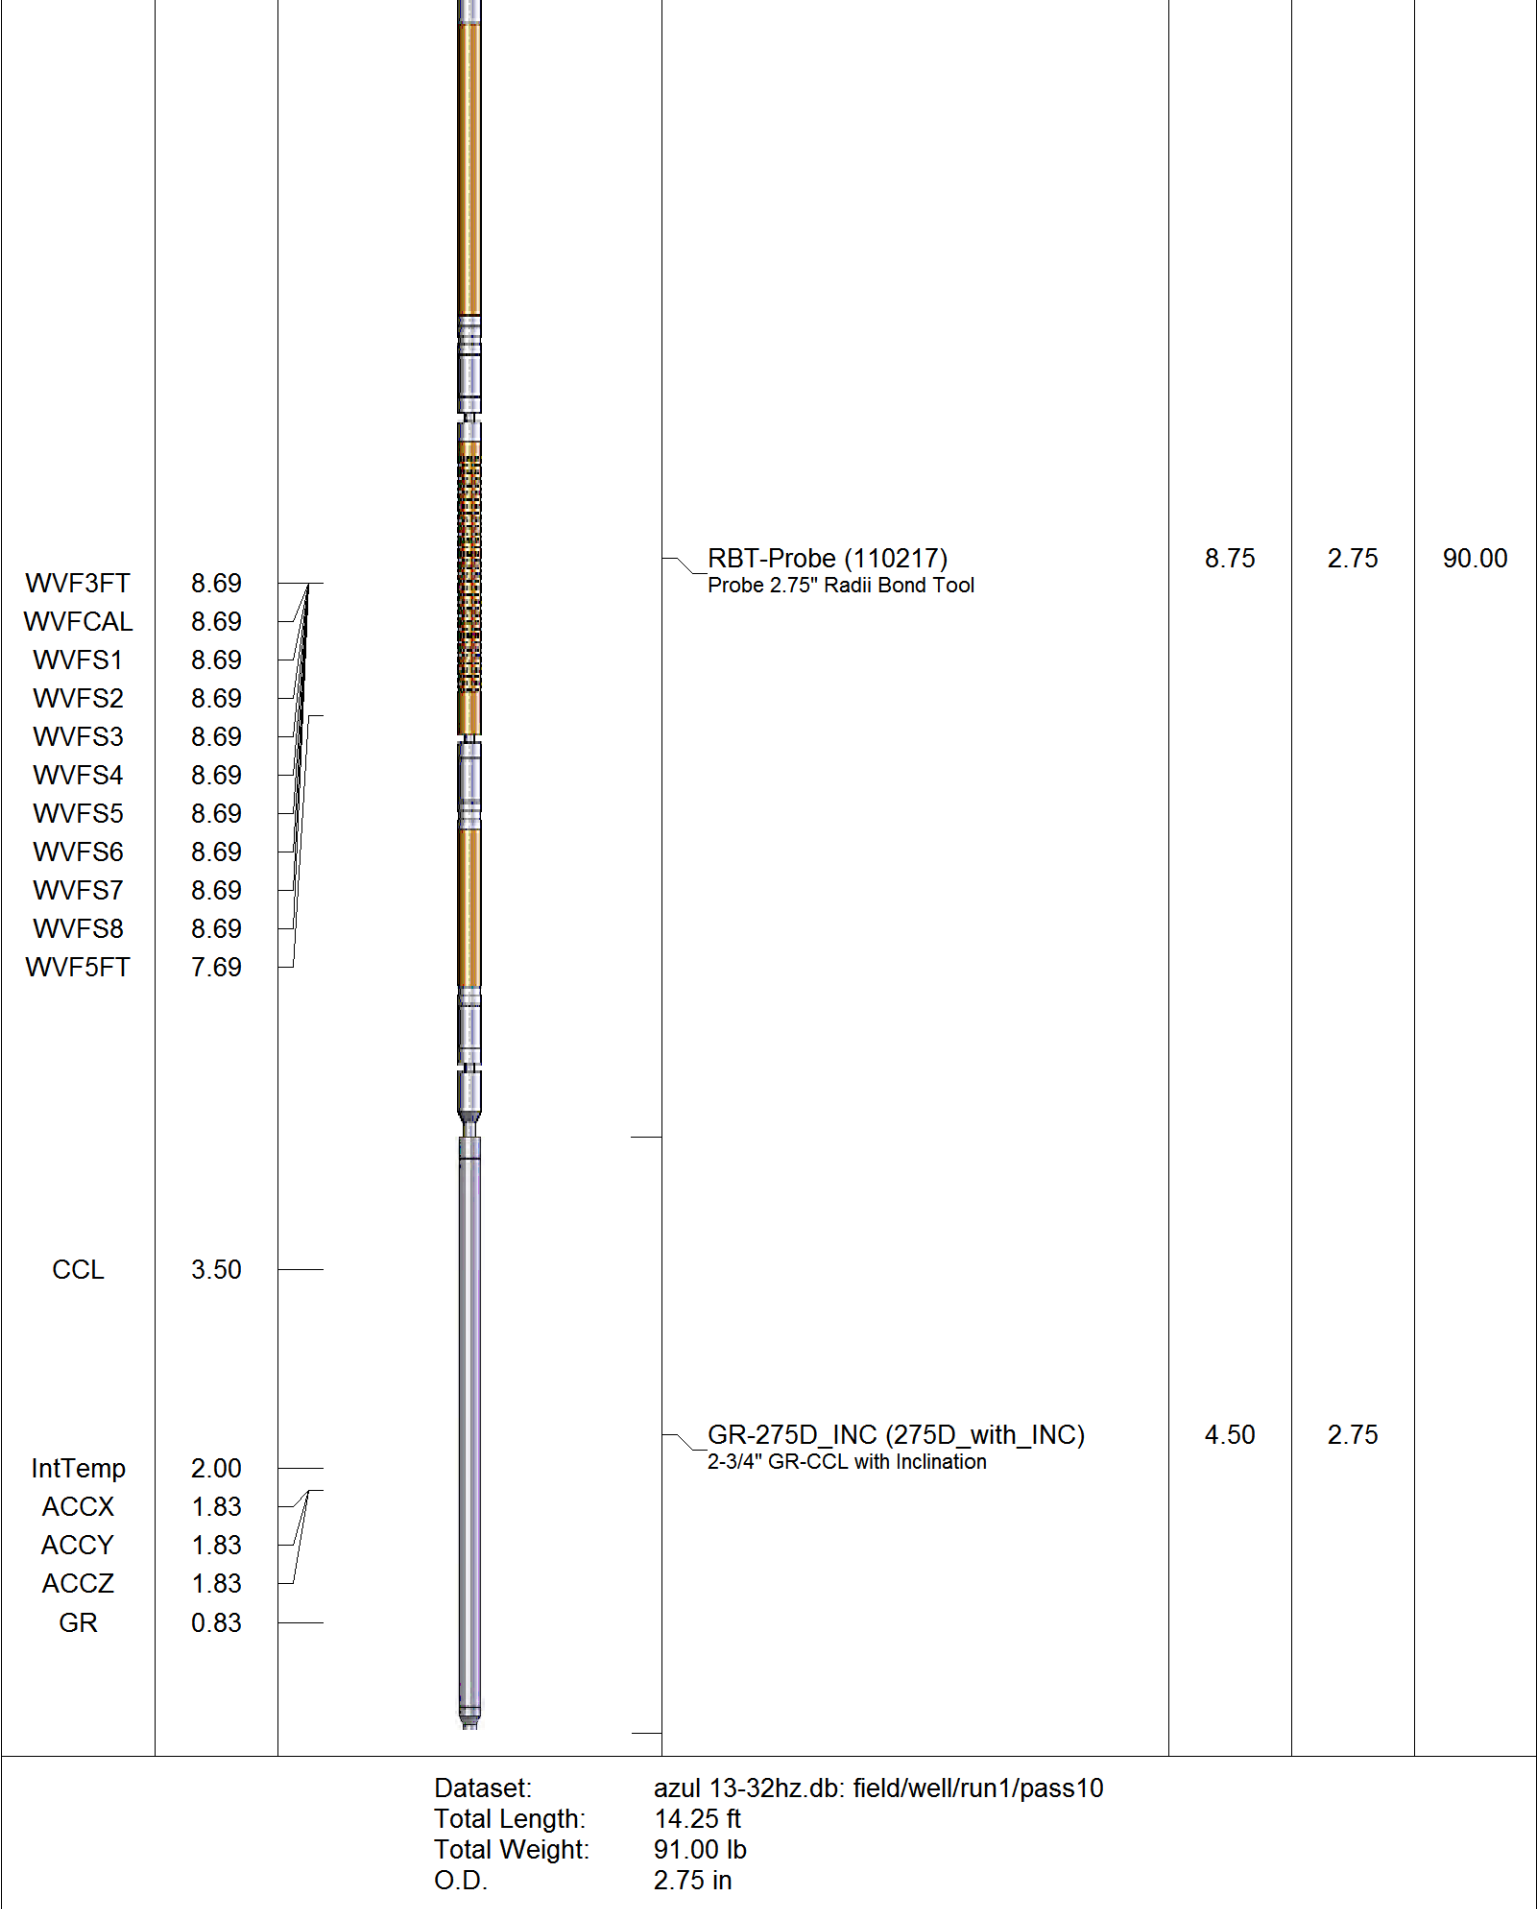 RBT-Probe (110217) 8.75 2.75 90.00
Probe 2.75" Radii Bond Tool
WVF3FT 8.69
WVFCAL 8.69
WVFS1 8.69
WVFS2 8.69
WVFS3 8.69
WVFS4 8.69
WVFS5 8.69
WVFS6 8.69
WVFS7 8.69
WVFS8 8.69
WVF5FT 7.69
CCL 3.50
GR-275D_INC (275D_with_INC) 4.50 2.75
2-3/4" GR-CCL with Inclination
IntTemp 2.00
ACCX 1.83
ACCY 1.83
ACCZ 1.83
GR 0.83
Dataset: azul 13-32hz.db: field/well/run1/pass10
Total Length: 14.25 ft
Total Weight: 91.00 lb
O.D. 2.75 in